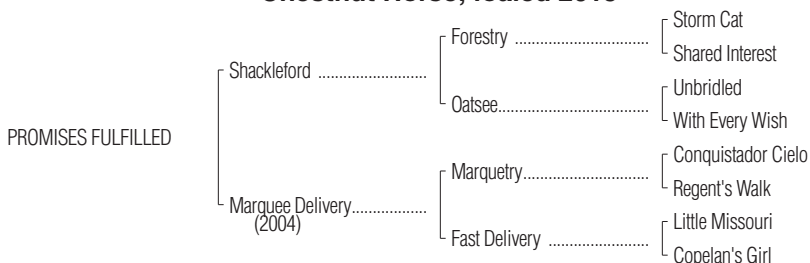 Chestnut Horse; foaled 2015
Storm Cat
Forestry ................................
Shared Interest
Shackleford ..........................
Unbridled
Oatsee....................................
With Every Wish
PROMISES FULFILLED
Conquistador Cielo
Marquetry..............................
Regent's Walk
Marquee Delivery..................
(2004)
Little Missouri
Fast Delivery ........................
Copelan's Girl